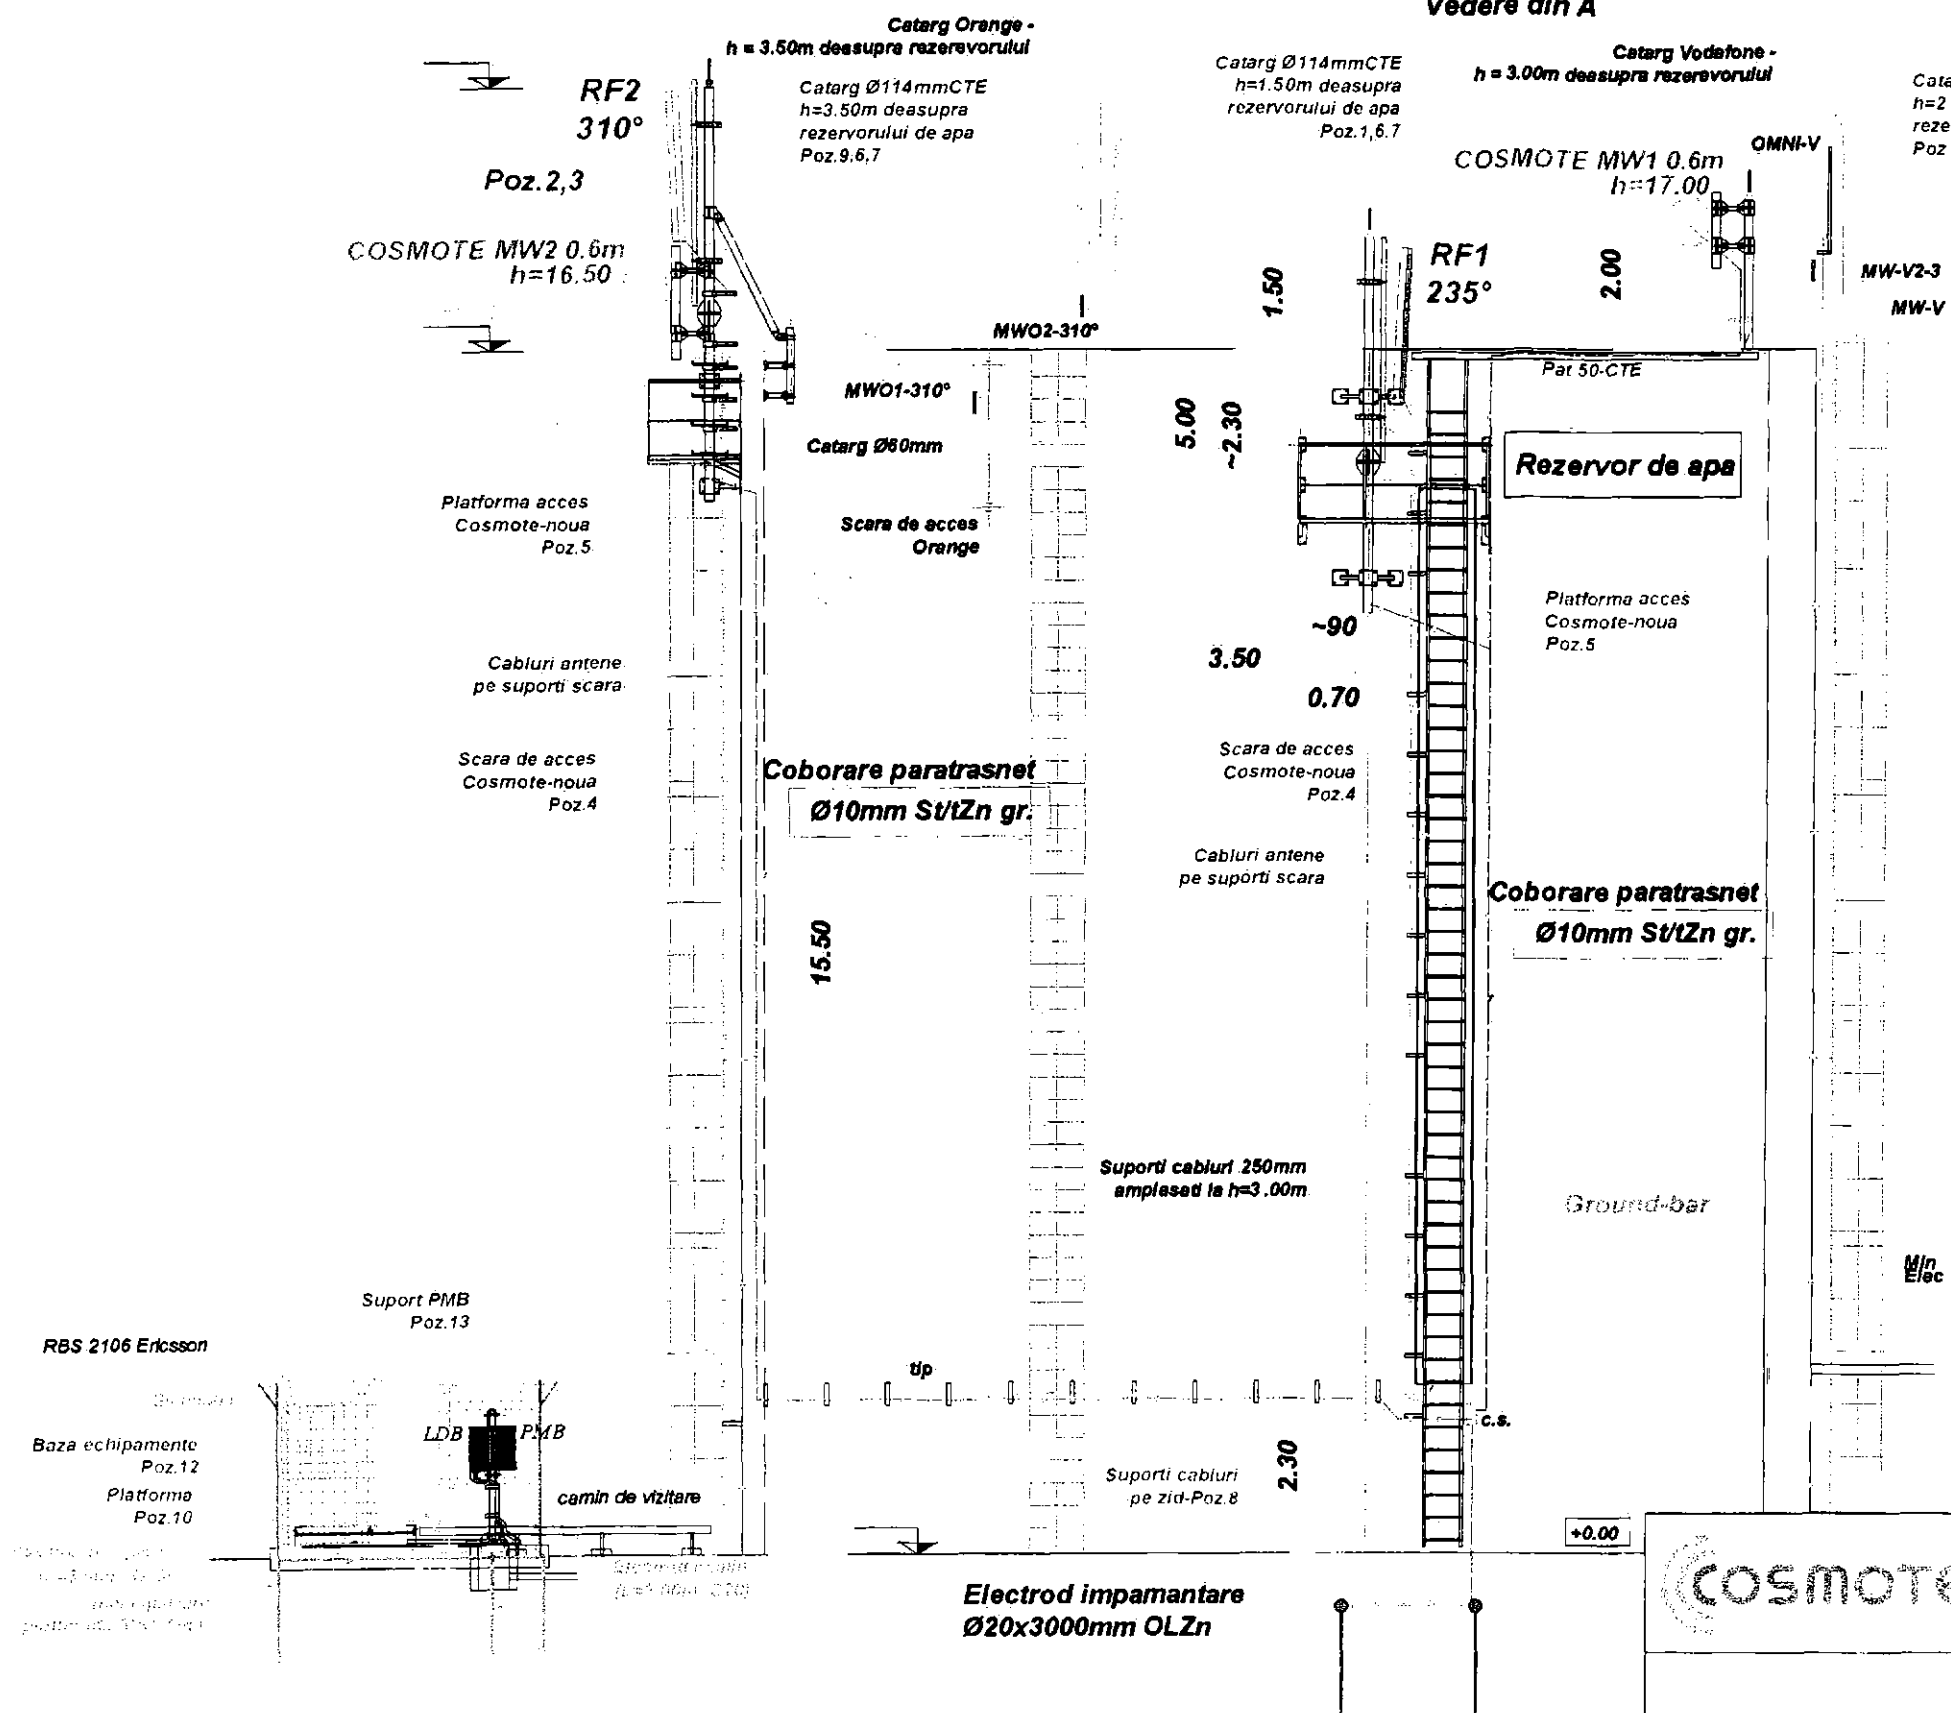 Vedere din A
Catarg Orange -
h = 3.50m deasupra rezerevorului
Catarg Vodafone -
h = 3.00m deasupra rezerevorului
RF2
310°
Catarg Ø114mmCTE
h=3.50m deasupra
rezervorului de apa
Poz.9,6,7
Catarg Ø114mmCTE
h=1.50m deasupra
rezervorului de apa
Poz.1,6.7
h=2
Poz
OMNI-V
COSMOTE MW1 0.6m
h=17.00
Poz.2,3
COSMOTE MW2 0.6m
h=16.50
RF1
235°
1.50
2.00
MW-V2-3
MW-V
MWO2-310°
Pat 50-CTE
MWO1-310°
Catarg Ø60mm
5.00
~2.30
Rezervor de apa
Platforma acces
Cosmote-noua
Poz.5
Scara de acces
Orange
Platforma acces
Cosmote-noua
Poz.5
~90
3.50
0.70
Cabluri antene
pe suporti scara
Scara de acces
Cosmote-noua
Poz.4
Coborare paratrasnet
Ø10mm St/tZn gr.
Scara de acces
Cosmote-noua
Poz.4
Cabluri antene
pe suporti scara
Coborare paratrasnet
Ø10mm St/tZn gr.
15.50
Suporti cabluri 250mm
amplasati la h=3.00m
Ground-bar
Suport PMB
Poz.13
RBS 2106 Ericsson
tip
LDB
PMB
c.s.
Baza echipamente
Poz.12
Platforma
Poz.10
camin de vizitare
Suporti cabluri
pe zid-Poz.8
2.30
+0.00
Electrod impamantare
Ø20x3000mm OLZn
COSMOTE